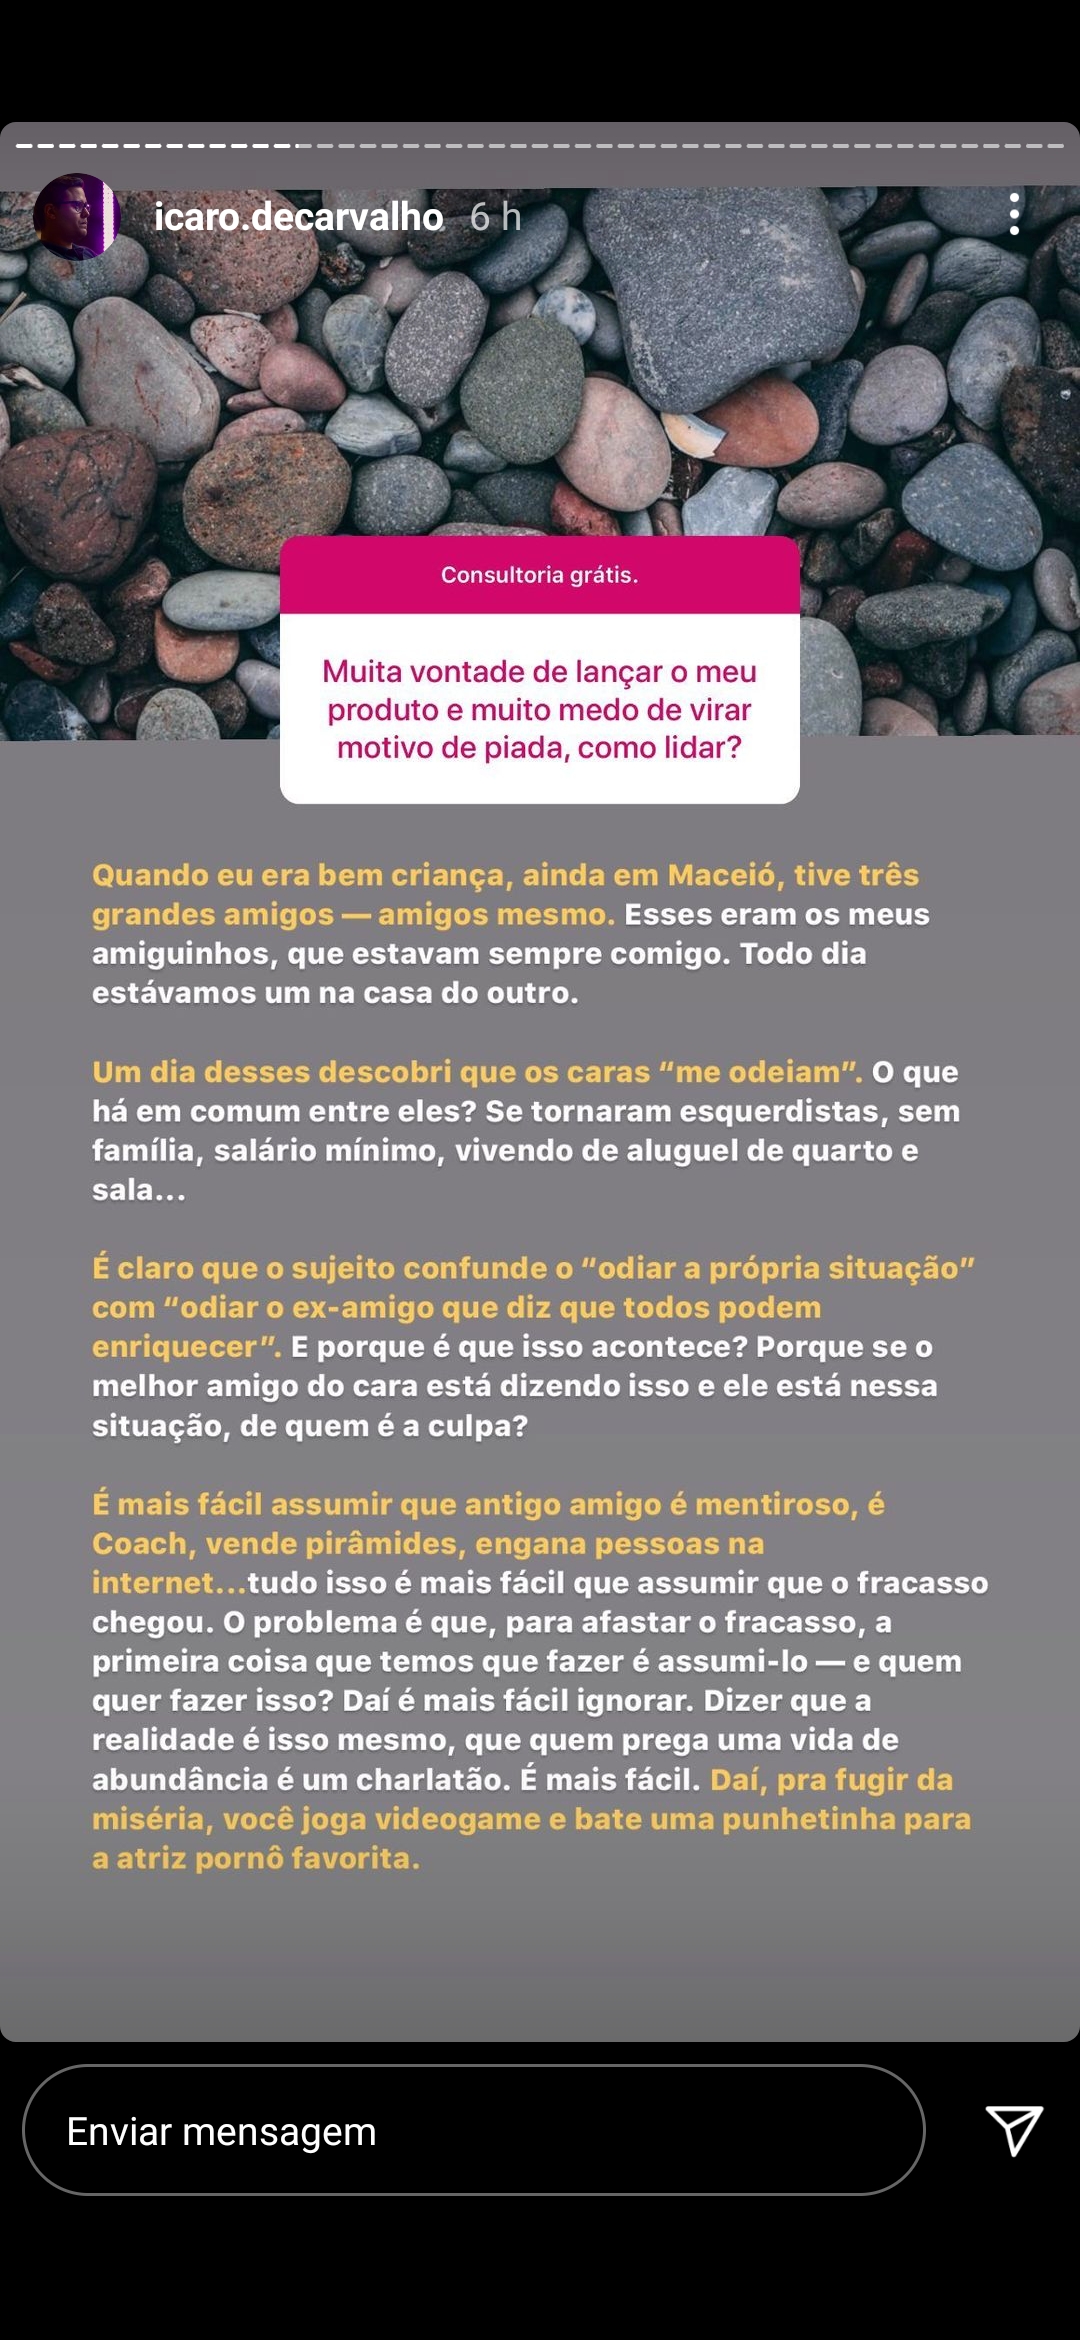 icaro.decarvalho 6 h
Consultoria grátis.
Muita vontade de lançar o meu
produto e muito medo de virar
motivo de piada, como lidar?
Quando eu era bem criança, ainda em Maceió, tive três
grandes amigos — amigos mesmo. Esses eram os meus
amiguinhos, que estavam sempre comigo. Todo dia
estávamos um na casa do outro.
Um dia desses descobri que os caras “me odeiam”. O que
há em comum entre eles? Se tornaram esquerdistas, sem
família, salário mínimo, vivendo de aluguel de quarto e
sala...
É claro que o sujeito confunde o “odiar a própria situação”
com “odiar o ex-amigo que diz que todos podem
enriquecer”. E porque é que isso acontece? Porque se o
melhor amigo do cara está dizendo isso e ele está nessa
situação, de quem é a culpa?
É mais fácil assumir que antigo amigo é mentiroso, é
Coach, vende pirâmides, engana pessoas na
internet...tudo isso é mais fácil que assumir que o fracasso
chegou. O problema é que, para afastar o fracasso, a
primeira coisa que temos que fazer é assumi-lo — e quem
quer fazer isso? Daí é mais fácil ignorar. Dizer que a
realidade é isso mesmo, que quem prega uma vida de
abundância é um charlatão. É mais fácil. Daí, pra fugir da
miséria, você joga videogame e bate uma punhetinha para
a atriz pornô favorita.
Enviar mensagem